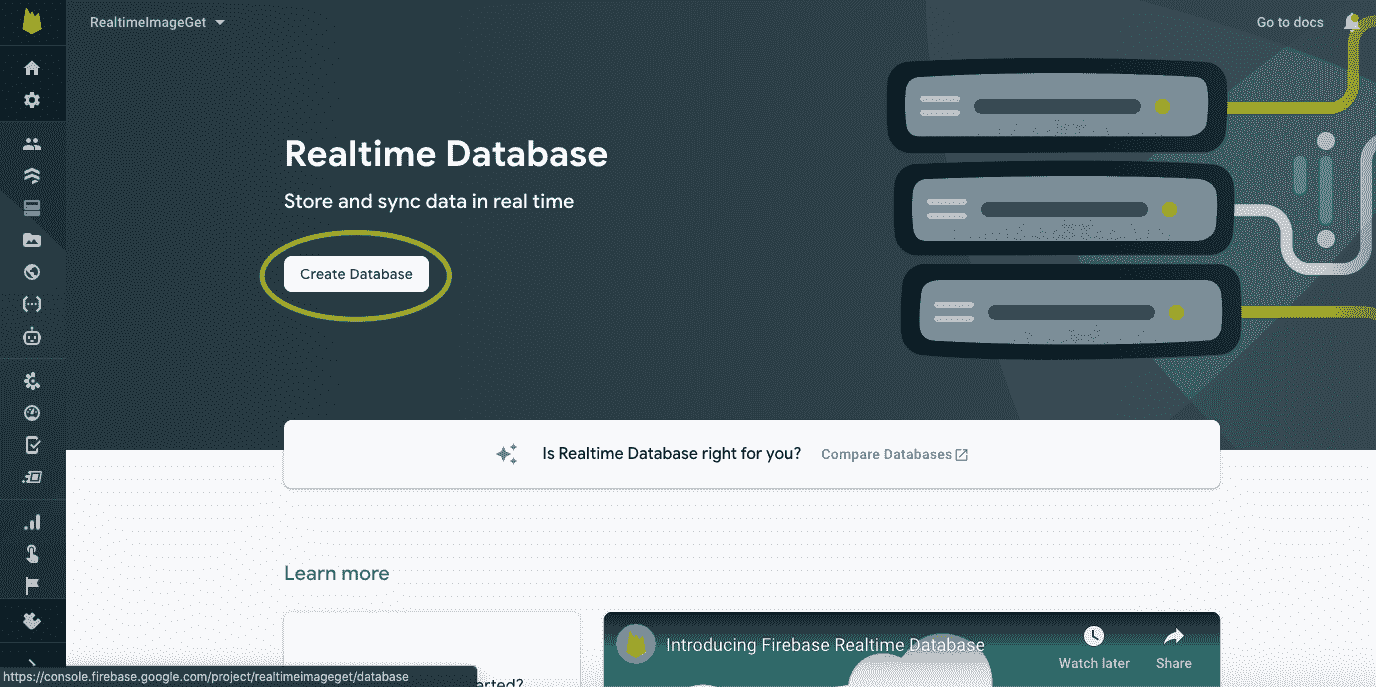 RealtimeImageGet
Go to docs
Realtime Database
Store and sync data in real time
Create Database
Is Realtime Database right for you? Compare Databases
Learn more
Introducing Firebase Realtime Database
Watch later
Share
https://console.firebase.google.com/project/realtimeimageget/database